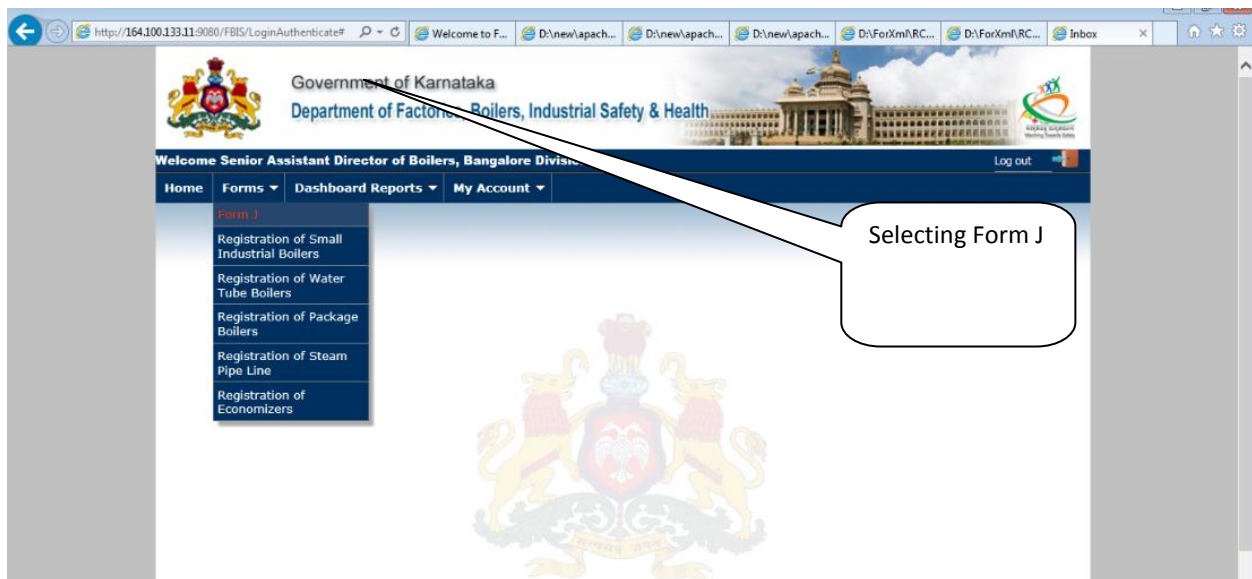 http://164.100.133.11:9080/FBIS/LoginAuthenticate#
Welcome to F...
D:\new\apach...
D:\new\apach...
D:\new\apach...
D:\ForXml\RC...
D:\ForXml\RC...
Inbox
Government of Karnataka
Department of Factories, Boilers, Industrial Safety & Health
Welcome Senior Assistant Director of Boilers, Bangalore Division
Log out
Home Forms Dashboard Reports My Account
Form J
Registration of Small
Industrial Boilers
Registration of Water
Tube Boilers
Registration of Package
Boilers
Registration of Steam
Pipe Line
Registration of
Economizers
Selecting Form J